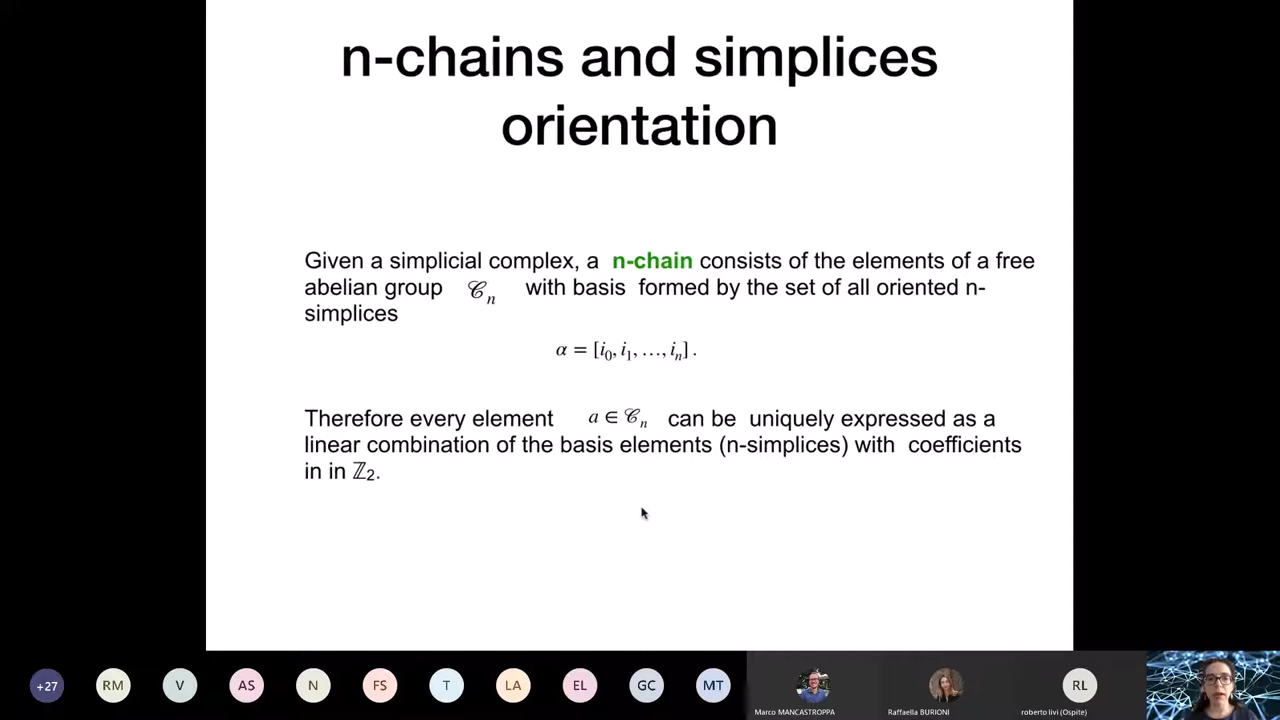 n-chains and simplices
orientation
Given a simplicial complex, a n-chain consists of the elements of a free
abelian group 𝒞n with basis formed by the set of all oriented n-
simplices
α = [i0, i1, …, in] .
Therefore every element a ∈ 𝒞n can be uniquely expressed as a
linear combination of the basis elements (n-simplices) with coefficients
in in ℤ2.
+27 RM V AS N FS T LA EL GC MT RL
Marco MANCASTROPPA Raffaella BURIONI roberto livi (Ospite)